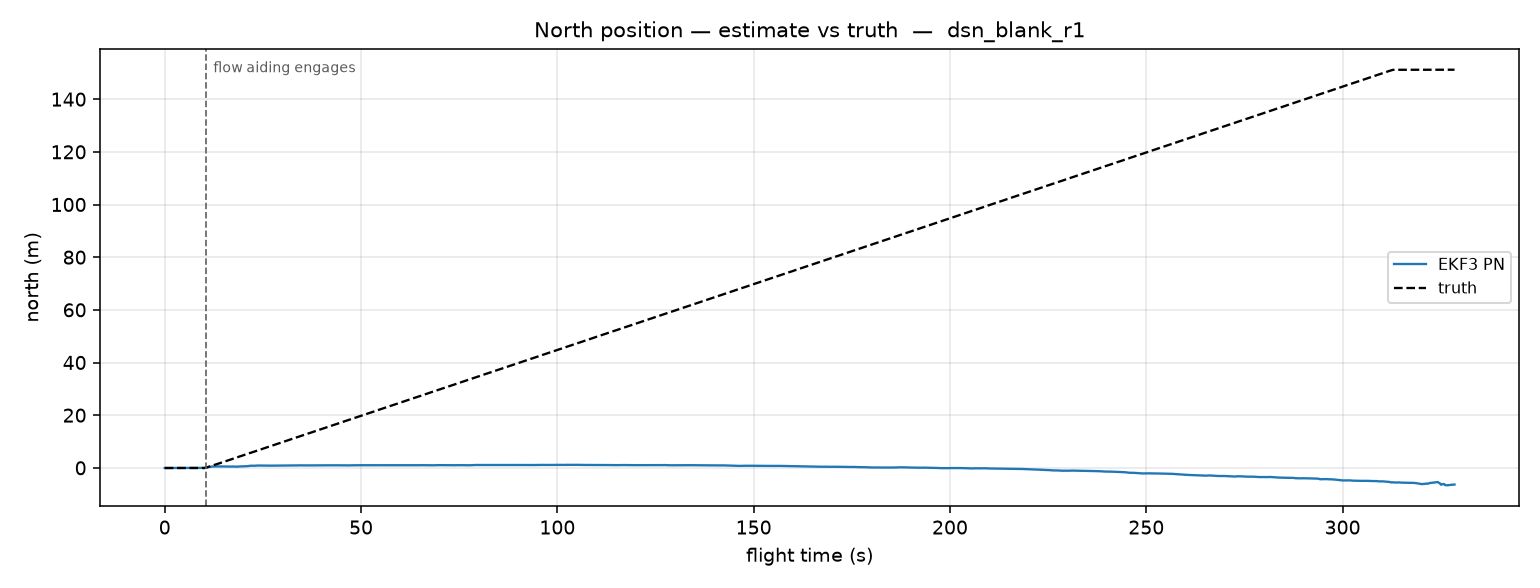 North position — estimate vs truth — dsn_blank_r1
flow aiding engages
140
120
100
80
60
40
20
0
north (m)
EKF3 PN
truth
0 50 100 150 200 250 300
flight time (s)